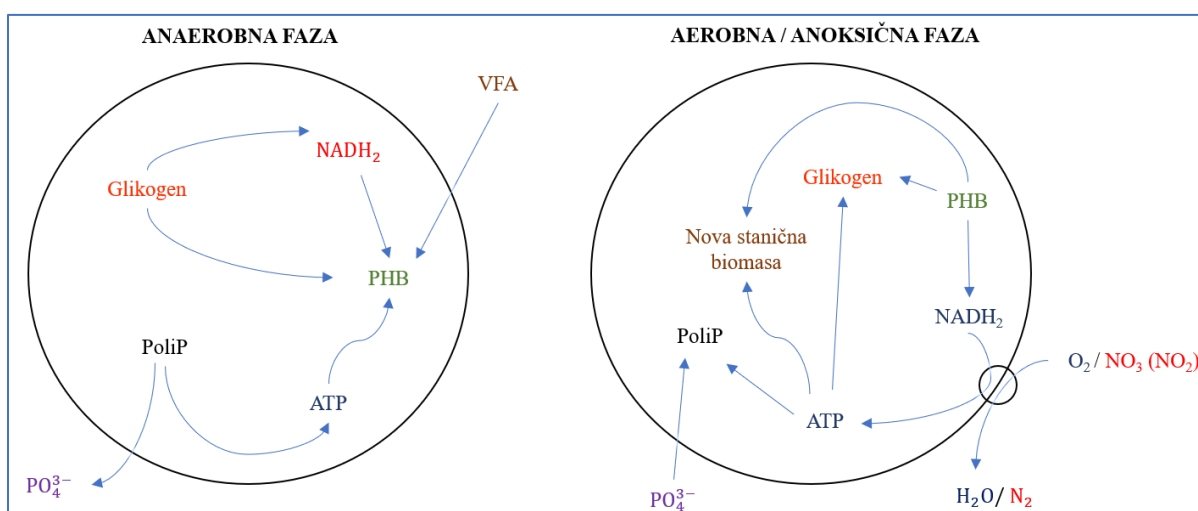 ANAEROBNA FAZA
VFA
NADH₂
Glikogen
PHB
PoliP
ATP
PO₄³⁻
AEROBNA / ANOKSIČNA FAZA
Glikogen
PHB
Nova stanična
biomasa
NADH₂
PoliP
O₂ / NO₃ (NO₂)
ATP
PO₄³⁻
H₂O/ N₂